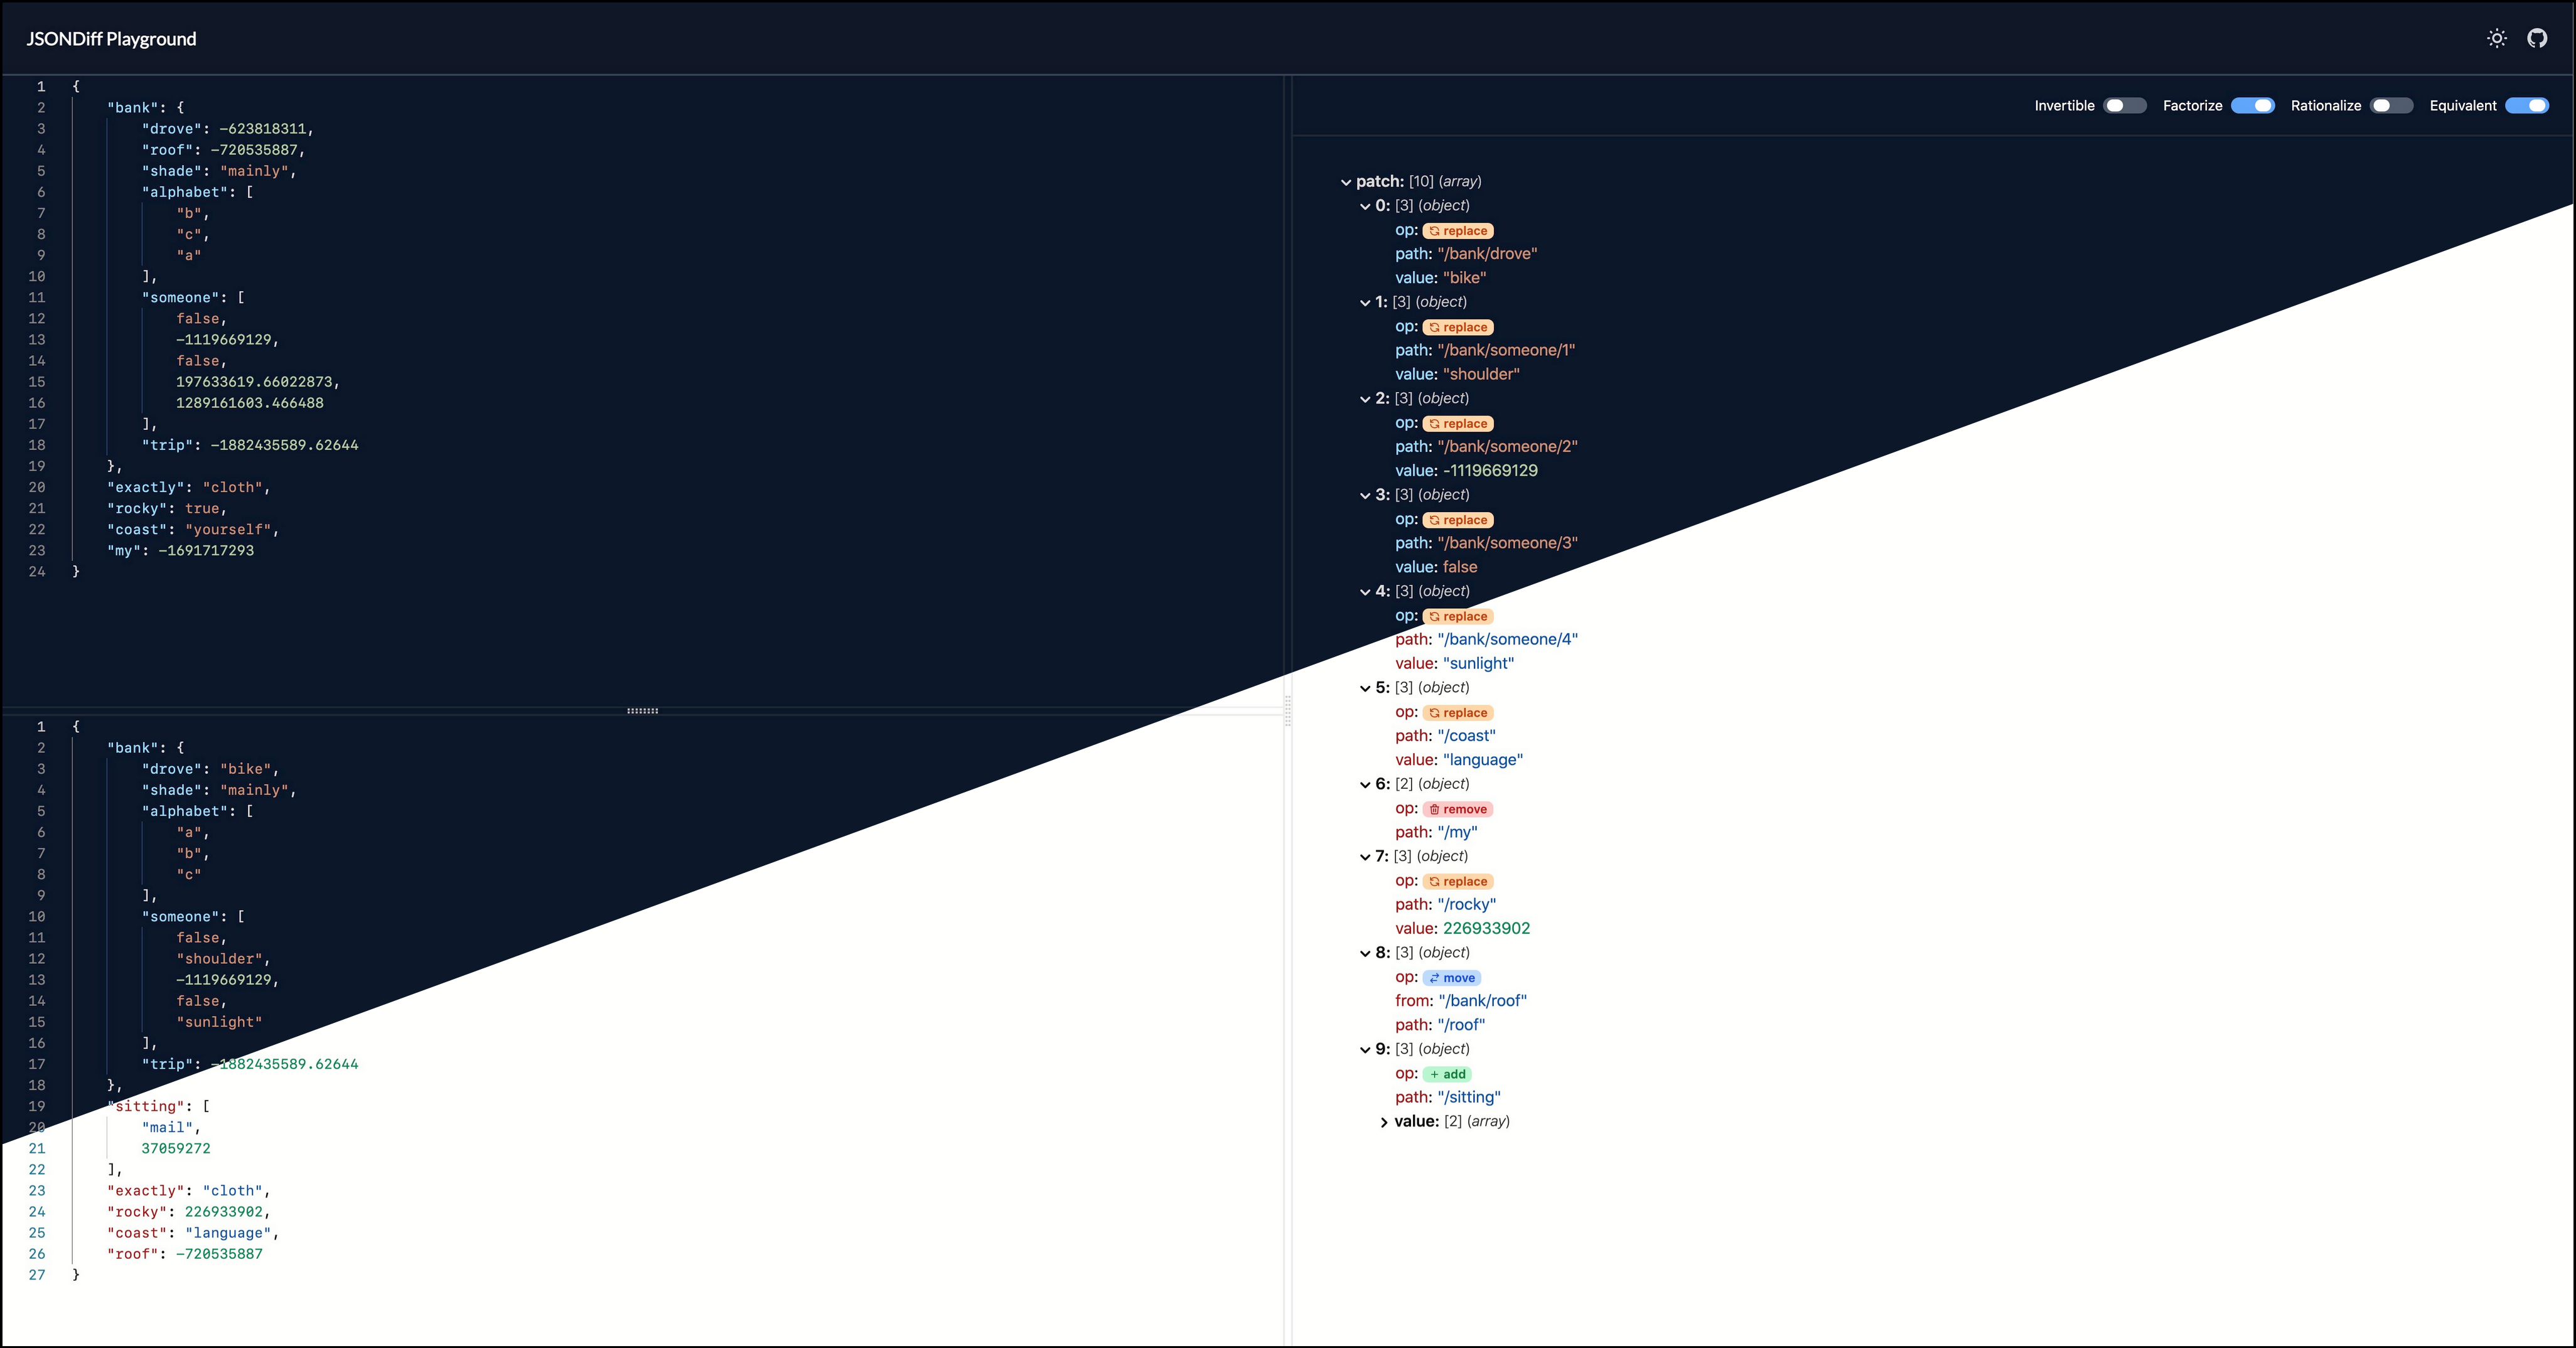 JSONDiff Playground
1 {
2 "bank": {
3 "drove": -623818311,
4 "roof": -720535887,
5 "shade": "mainly",
6 "alphabet": [
7 "b",
8 "c",
9 "a"
10 ],
11 "someone": [
12 false,
13 -1119669129,
14 false,
15 197633619.66022873,
16 1289161603.466488
17 ],
18 "trip": -1882435589.62644
19 },
20 "exactly": "cloth",
21 "rocky": true,
22 "coast": "yourself",
23 "my": -1691717293
24 }
1 {
2 "bank": {
3 "drove": "bike",
4 "shade": "mainly",
5 "alphabet": [
6 "a",
7 "b",
8 "c"
9 ],
10 "someone": [
11 false,
12 "shoulder",
13 -1119669129,
14 false,
15 "sunlight"
16 ],
17 "trip": -1882435589.62644
18 },
19 "sitting": [
20 "mail",
21 37059272
22 ],
23 "exactly": "cloth",
24 "rocky": 226933902,
25 "coast": "language",
26 "roof": -720535887
27 }
Invertible Factorize Rationalize Equivalent
patch: [10] (array)
0: [3] (object)
op: replace
path: "/bank/drove"
value: "bike"
1: [3] (object)
op: replace
path: "/bank/someone/1"
value: "shoulder"
2: [3] (object)
op: replace
path: "/bank/someone/2"
value: -1119669129
3: [3] (object)
op: replace
path: "/bank/someone/3"
value: false
4: [3] (object)
op: replace
path: "/bank/someone/4"
value: "sunlight"
5: [3] (object)
op: replace
path: "/coast"
value: "language"
6: [2] (object)
op: remove
path: "/my"
7: [3] (object)
op: replace
path: "/rocky"
value: 226933902
8: [3] (object)
op: move
from: "/bank/roof"
path: "/roof"
9: [3] (object)
op: + add
path: "/sitting"
value: [2] (array)